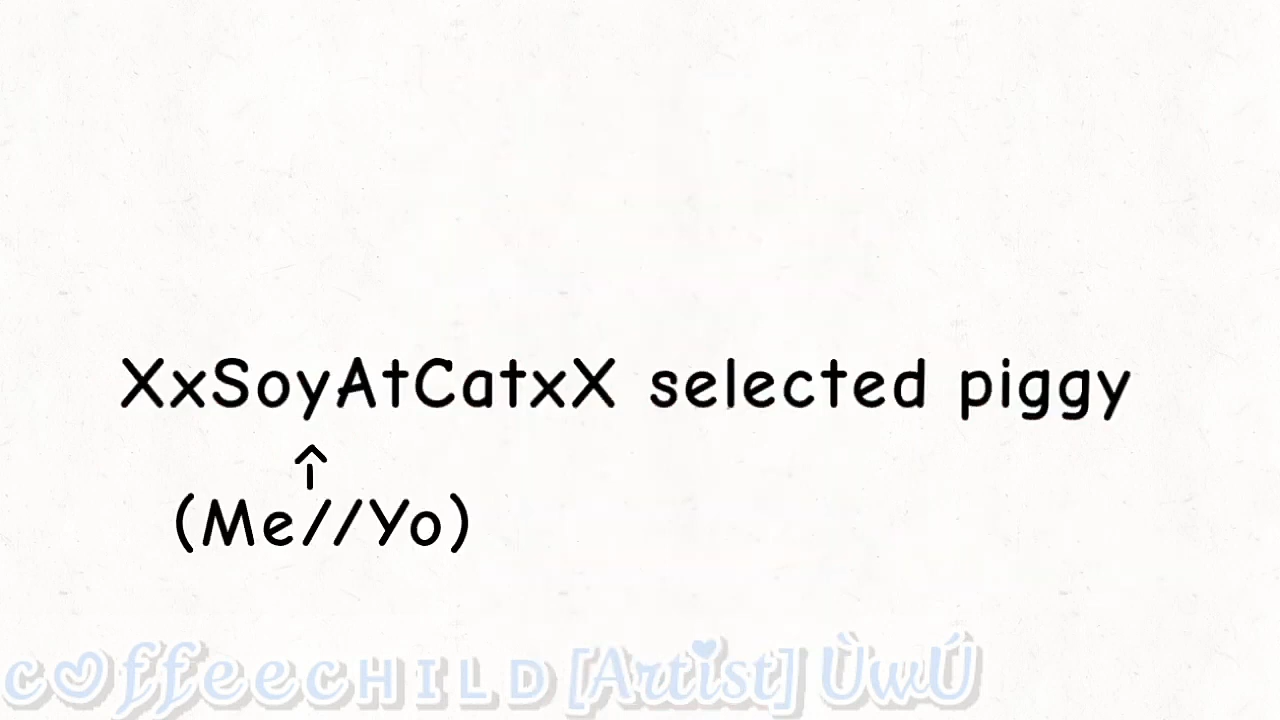 XxSoyAtCatxX selected piggy
↑
(Me//Yo)
cOffeecHILD [Artist] ÙwÚ